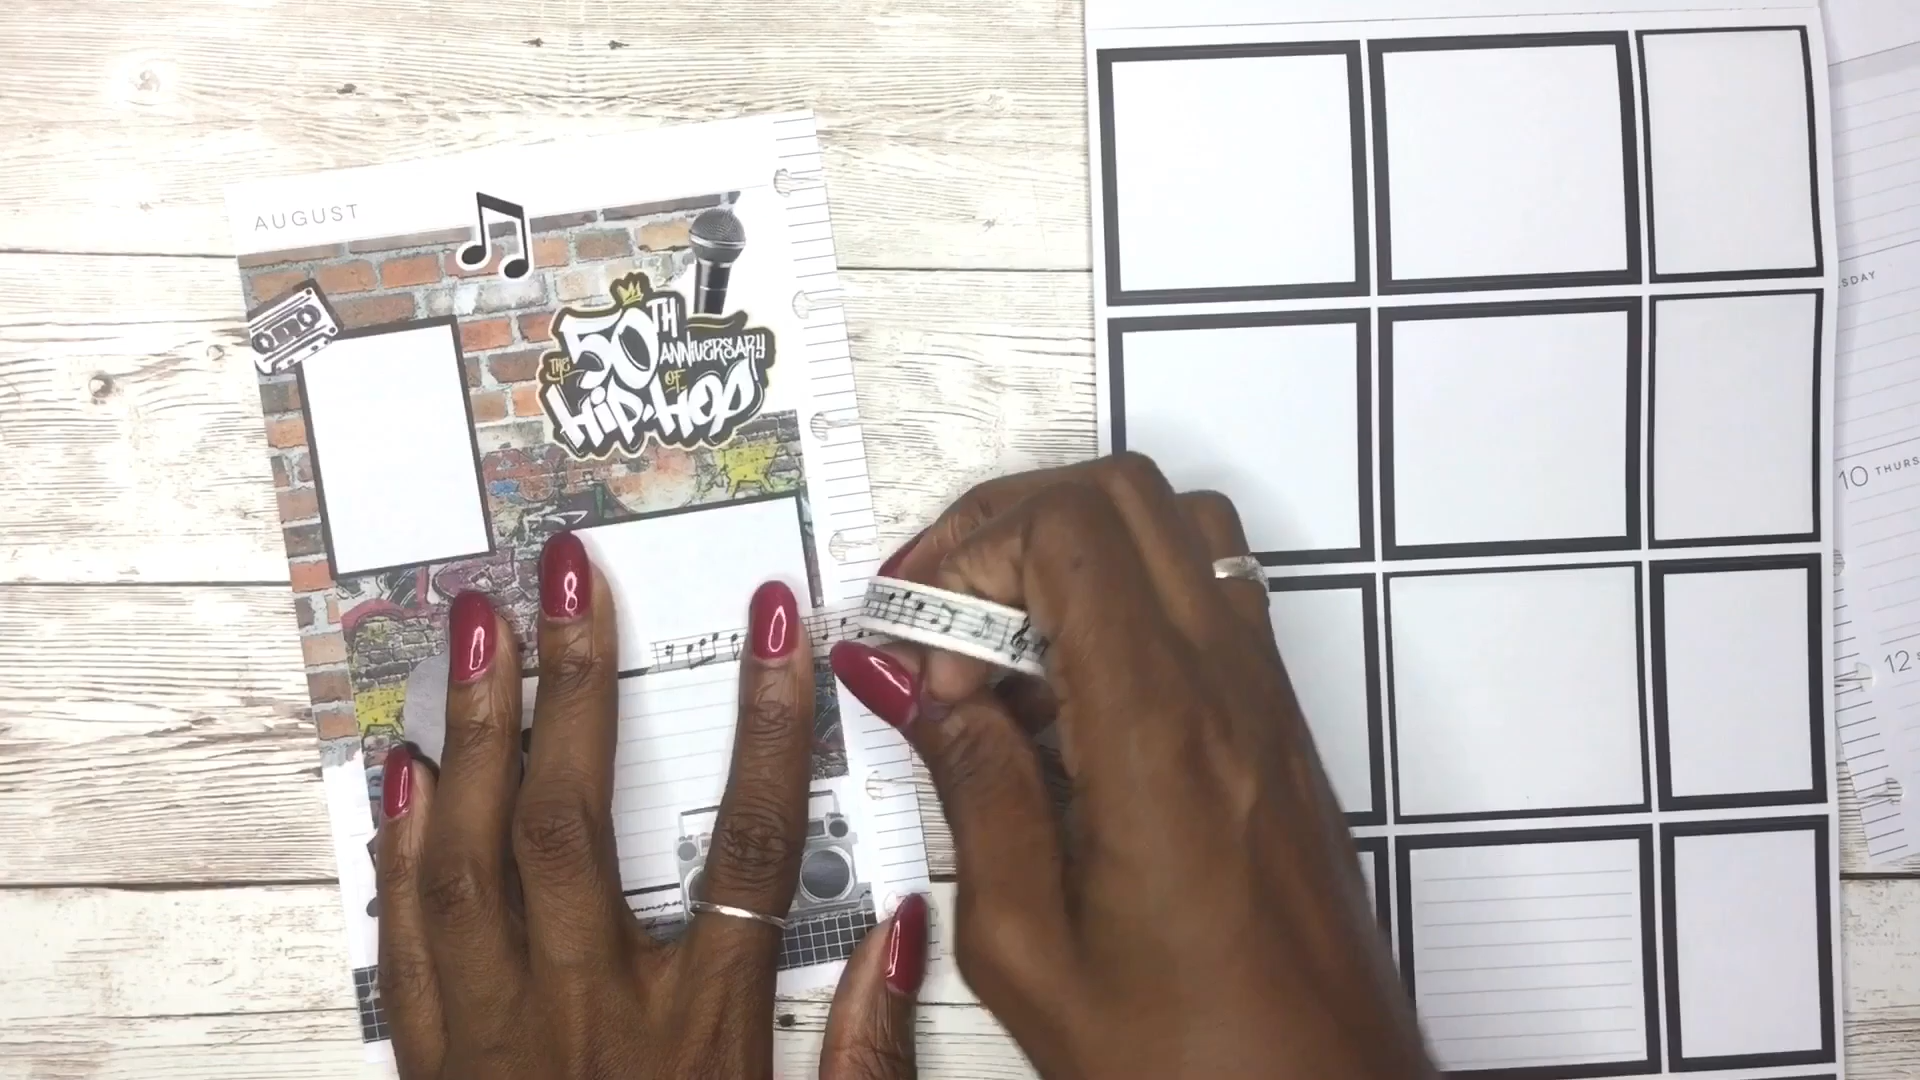 AUGUST
THE 50TH
ANNIVERSARY
OF
HIP-HOP
SDAY
10 THURS
12 S